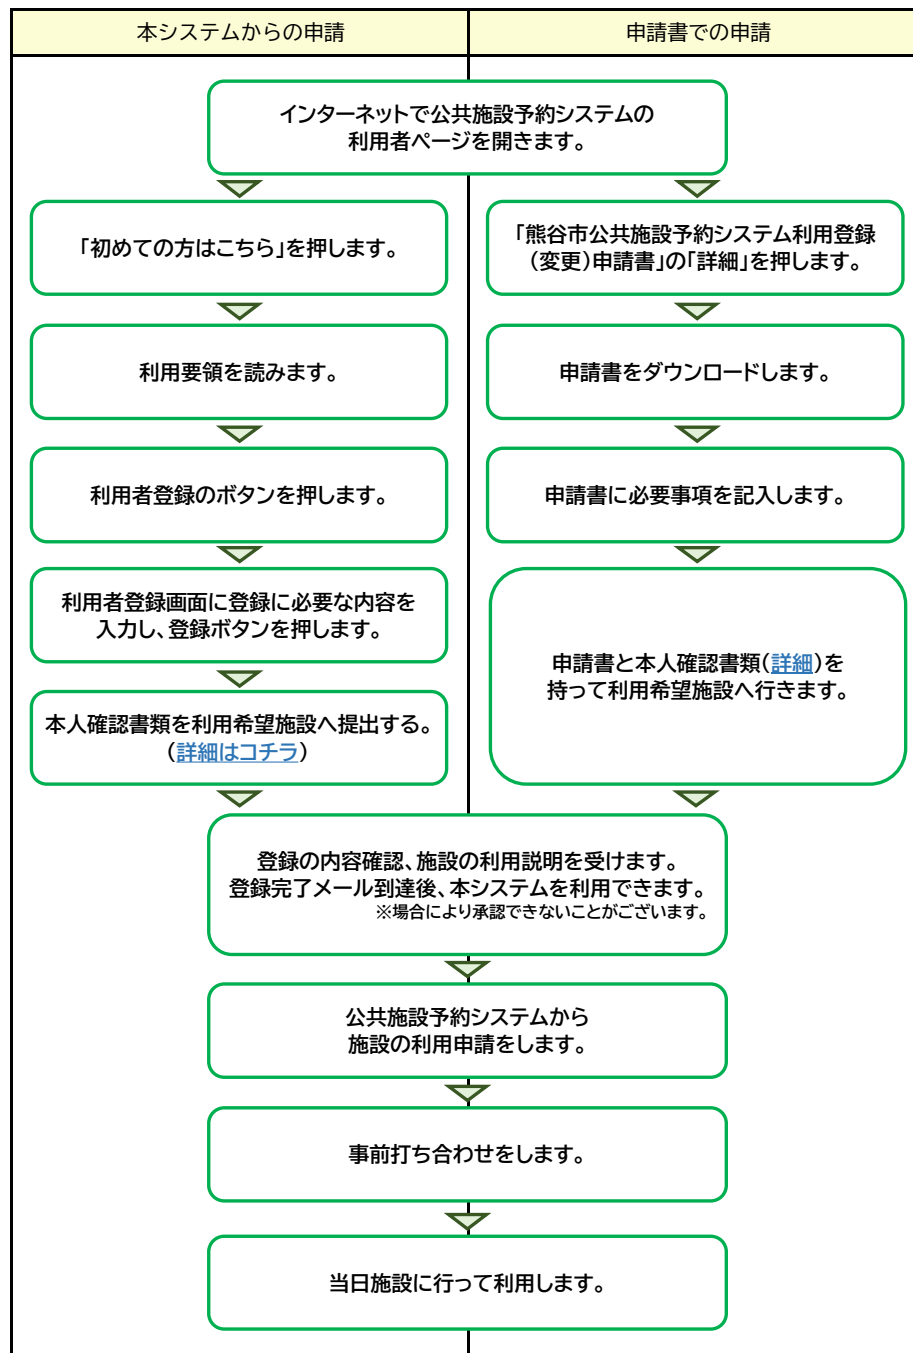 本システムからの申請
申請書での申請
インターネットで公共施設予約システムの
利用者ページを開きます。
「初めての方はこちら」を押します。
「熊谷市公共施設予約システム利用登録
（変更）申請書」の「詳細」を押します。
利用要領を読みます。
申請書をダウンロードします。
利用者登録のボタンを押します。
申請書に必要事項を記入します。
利用者登録画面に登録に必要な内容を
入力し、登録ボタンを押します。
申請書と本人確認書類（詳細）を
持って利用希望施設へ行きます。
本人確認書類を利用希望施設へ提出する。
（詳細はコチラ）
登録の内容確認、施設の利用説明を受けます。
登録完了メール到達後、本システムを利用できます。
※場合により承認できないことがございます。
公共施設予約システムから
施設の利用申請をします。
事前打ち合わせをします。
当日施設に行って利用します。